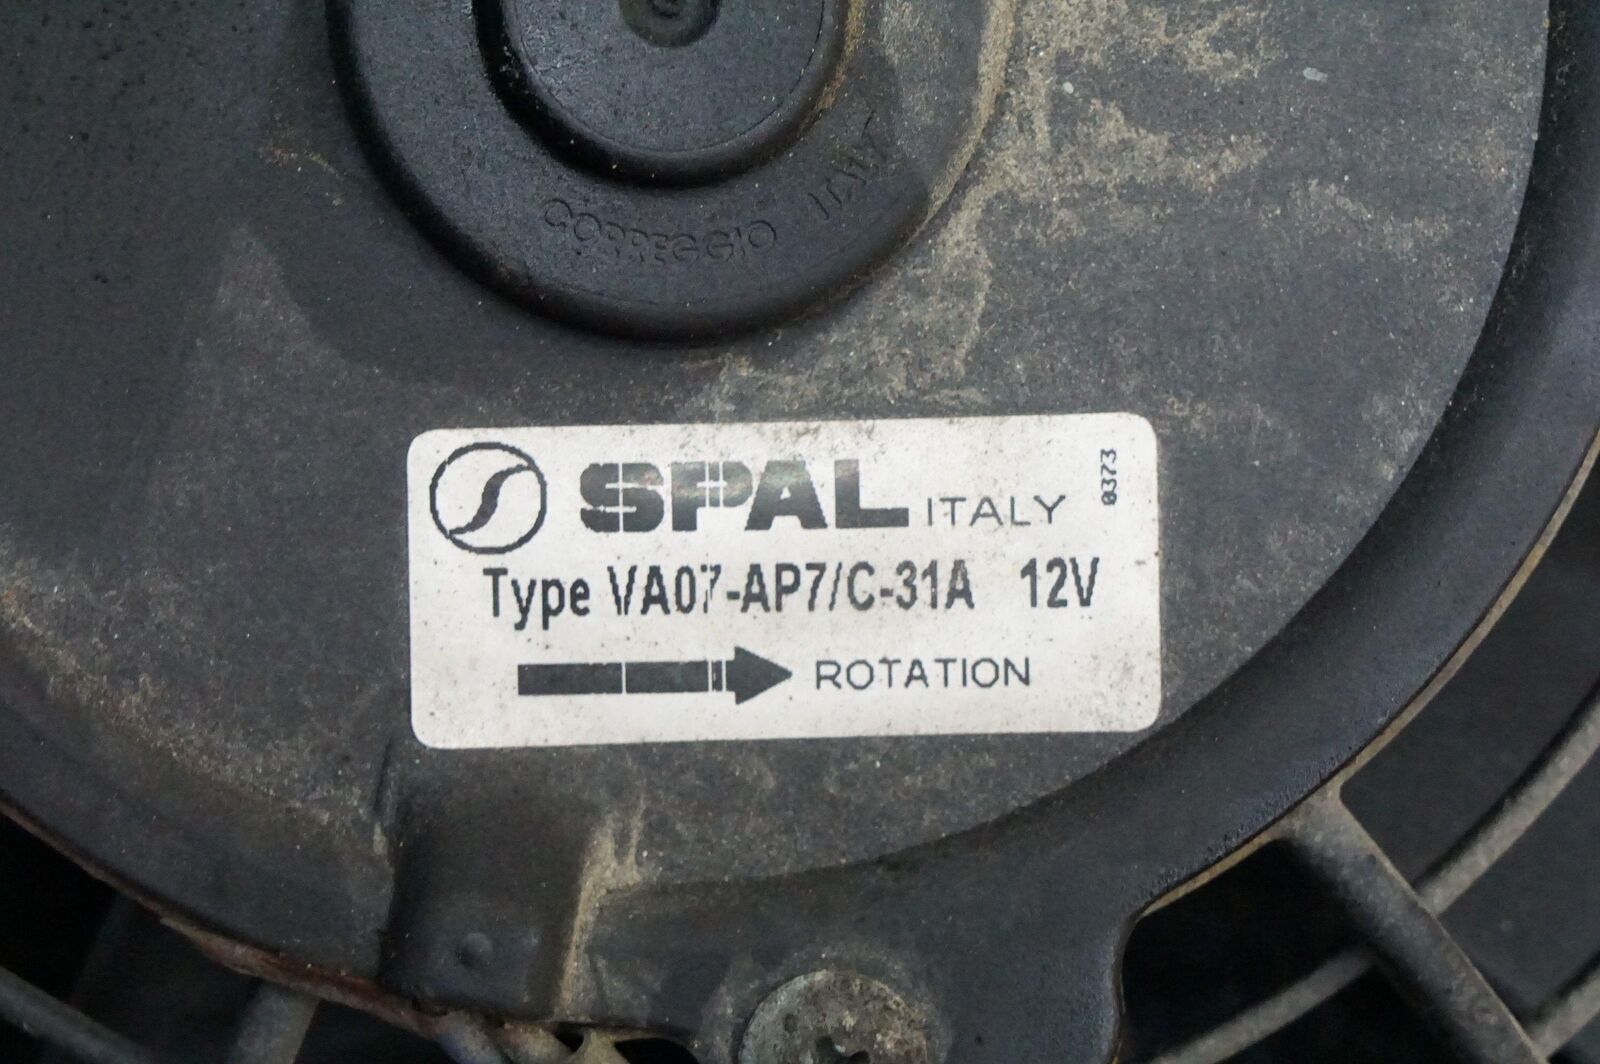 CORREGGIO ITALY
SPAL ITALY
0373
Type VA07-AP7/C-31A 12V
ROTATION